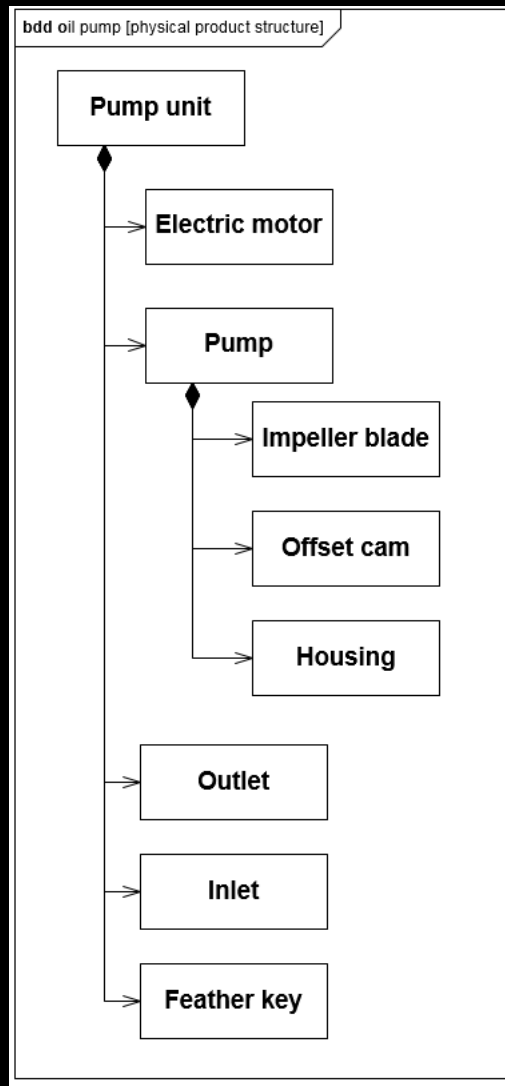 bdd oil pump [physical product structure]
Pump unit
Electric motor
Pump
Impeller blade
Offset cam
Housing
Outlet
Inlet
Feather key